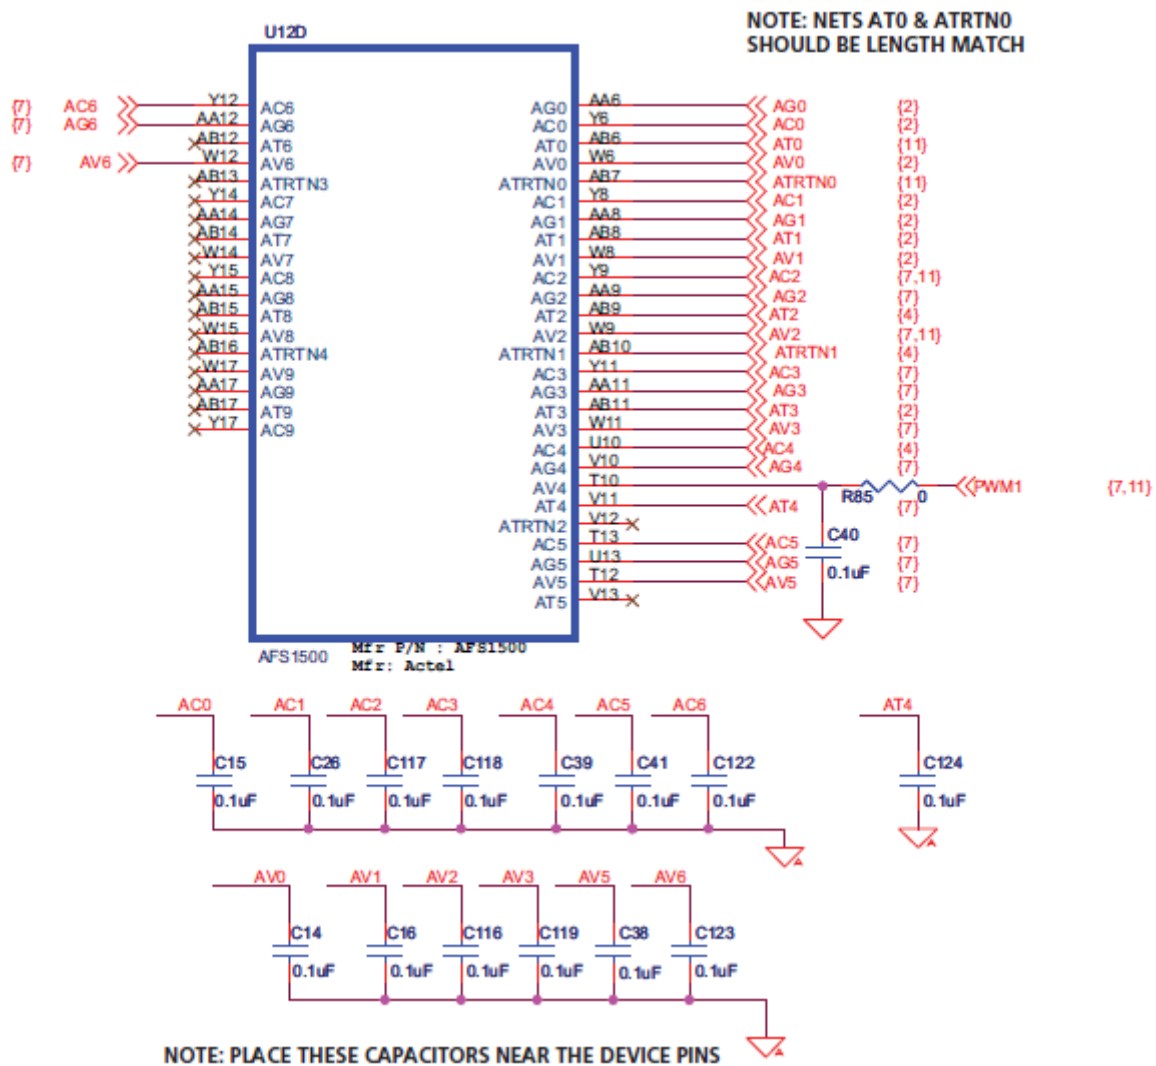 NOTE: NETS AT0 & ATRTN0
SHOULD BE LENGTH MATCH
U12D
{7} AC6 Y12 AC6 AG0 AA6 AG0 {2}
{7} AG6 AA12 AG6 AC0 Y6 AC0 {2}
AB12 AT6 AT0 AB6 AT0 {11}
{7} AV6 W12 AV6 AV0 W6 AV0 {2}
AB13 ATRTN3 ATRTN0 AB7 ATRTN0 {11}
Y14 AC7 AC1 Y8 AC1 {2}
AA14 AG7 AG1 AA8 AG1 {2}
AB14 AT7 AT1 AB8 AT1 {2}
W14 AV7 AV1 W8 AV1 {2}
Y15 AC8 AC2 Y9 AC2 {7,11}
AA15 AG8 AG2 AA9 AG2 {7}
AB15 AT8 AT2 AB9 AT2 {4}
W15 AV8 AV2 W9 AV2 {7,11}
AB16 ATRTN4 ATRTN1 AB10 ATRTN1 {4}
W17 AV9 AC3 Y11 AC3 {7}
AA17 AG9 AG3 AA11 AG3 {7}
AB17 AT9 AT3 AB11 AT3 {2}
Y17 AC9 AV3 W11 AV3 {7}
AC4 U10 AC4 {4}
AG4 V10 AG4 {7}
AV4 T10 R85 0 PWM1 {7,11}
AT4 V11 AT4 {7}
ATRTN2 V12
AC5 T13 AC5 {7}
AG5 U13 AG5 {7}
AV5 T12 AV5 {7}
AT5 V13
C40
0.1uF
AFS1500
Mfr P/N : AFS1500
Mfr: Actel
AC0 AC1 AC2 AC3 AC4 AC5 AC6 AT4
C15 C26 C117 C118 C39 C41 C122 C124
0.1uF 0.1uF 0.1uF 0.1uF 0.1uF 0.1uF 0.1uF 0.1uF
A A
AV0 AV1 AV2 AV3 AV5 AV6
C14 C16 C116 C119 C38 C123
0.1uF 0.1uF 0.1uF 0.1uF 0.1uF 0.1uF
A
NOTE: PLACE THESE CAPACITORS NEAR THE DEVICE PINS